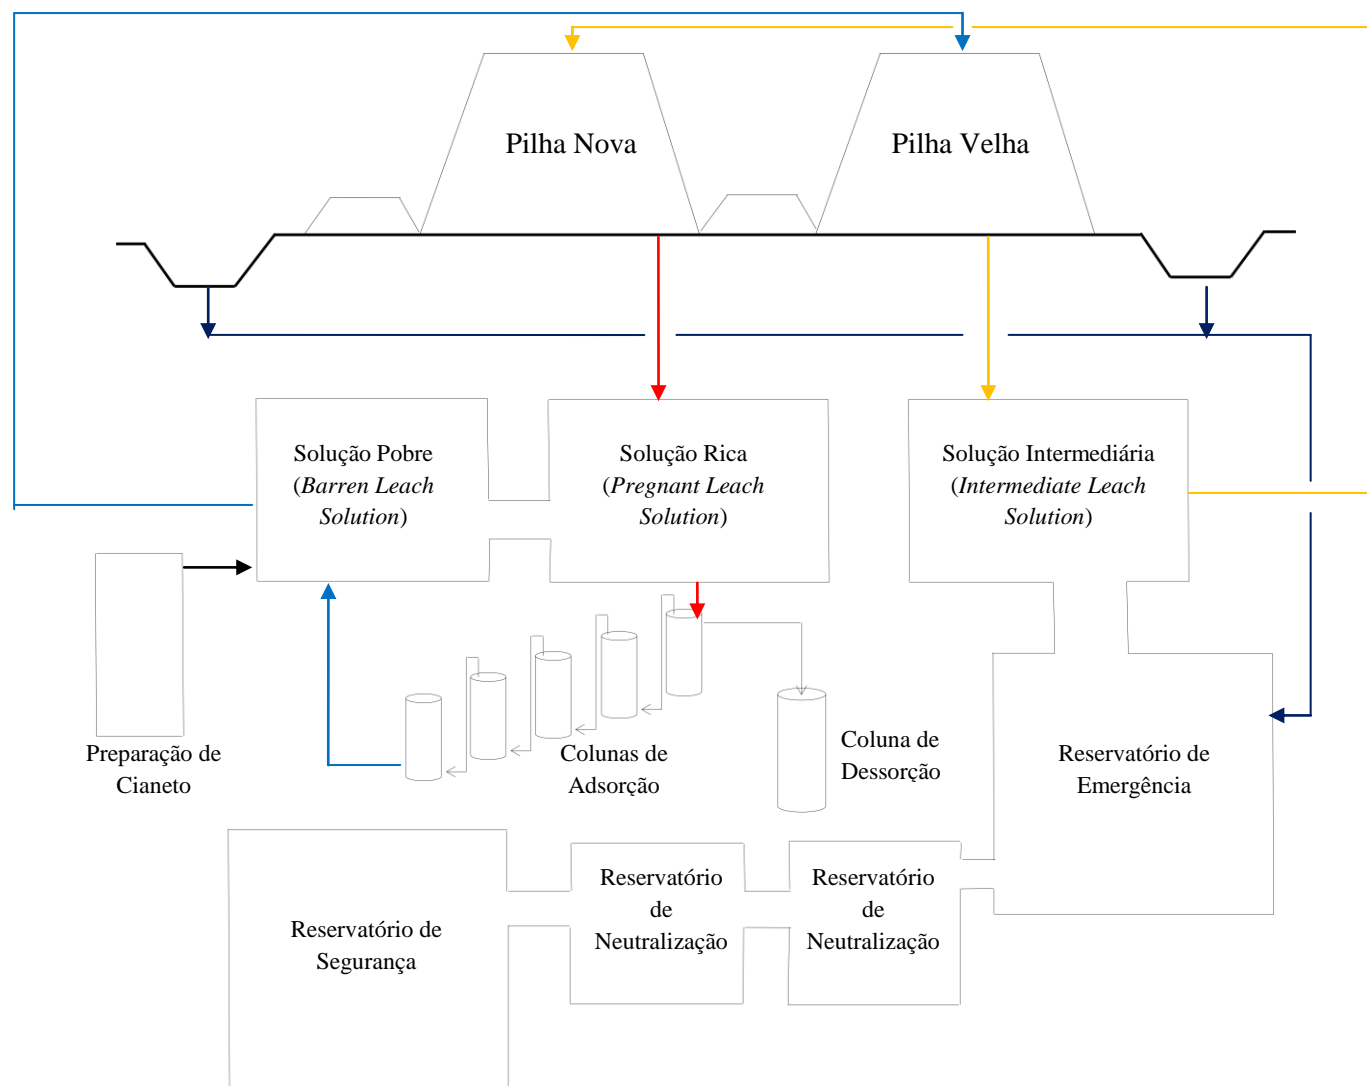 Pilha Nova
Pilha Velha
Solução Pobre
(Barren Leach
Solution)
Solução Rica
(Pregnant Leach
Solution)
Solução Intermediária
(Intermediate Leach
Solution)
Preparação de
Cianeto
Colunas de
Adsorção
Coluna de
Dessorção
Reservatório de
Emergência
Reservatório de
Segurança
Reservatório
de
Neutralização
Reservatório
de
Neutralização